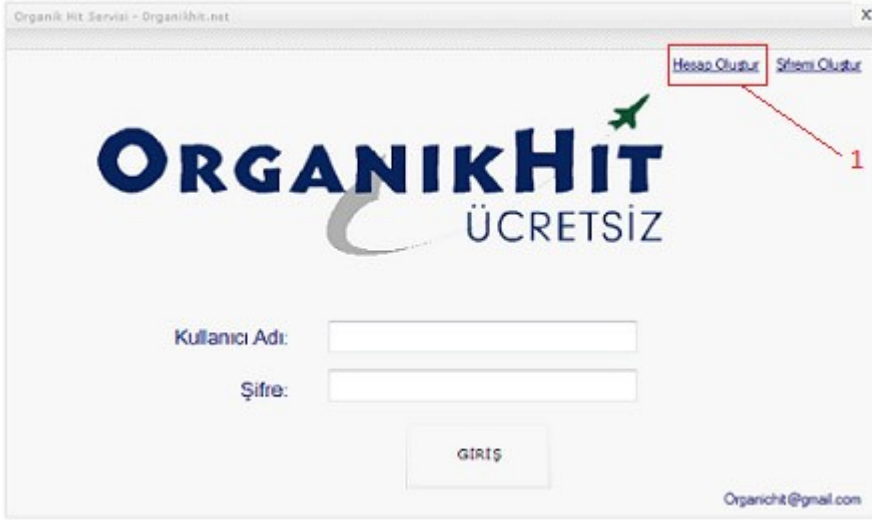 Organik Hit Servisi - Organikhit.net
X
Hesap Oluştur Şifremi Oluştur
1
ORGANIKHIT
ÜCRETSİZ
Kullanıcı Adı:
Şifre:
GİRİŞ
Organichit@gmail.com